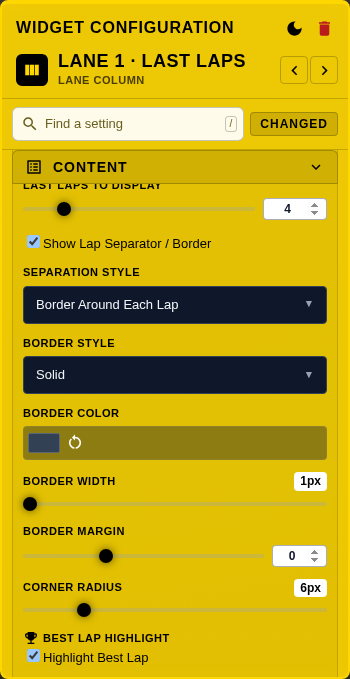 WIDGET CONFIGURATION
LANE 1 · LAST LAPS
LANE COLUMN
Find a setting /
CHANGED
CONTENT
LAST LAPS TO DISPLAY
4
Show Lap Separator / Border
SEPARATION STYLE
Border Around Each Lap
BORDER STYLE
Solid
BORDER COLOR
BORDER WIDTH 1px
BORDER MARGIN
0
CORNER RADIUS 6px
BEST LAP HIGHLIGHT
Highlight Best Lap